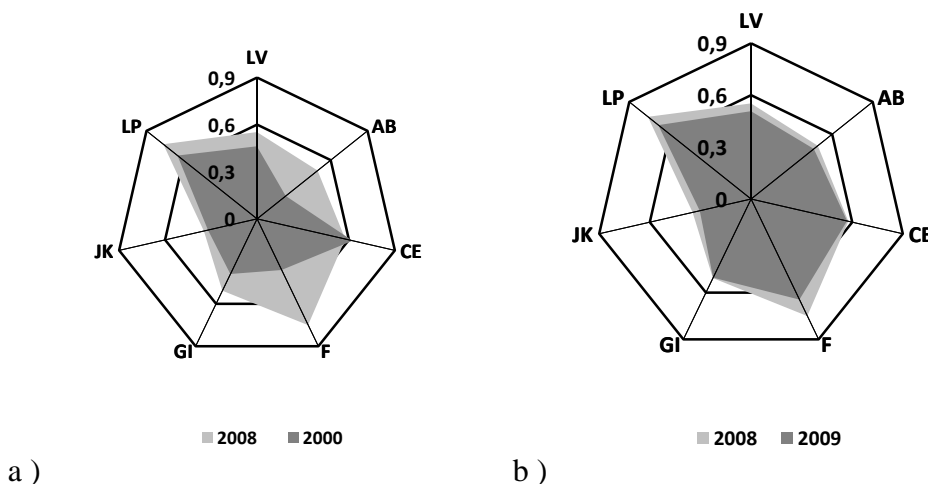 LV
0,9
LP
AB
0,6
0,3
0
JK
CE
GI
F
2008 2000
a )
LV
0,9
LP
AB
0,6
0,3
0
JK
CE
GI
F
2008 2009
b )